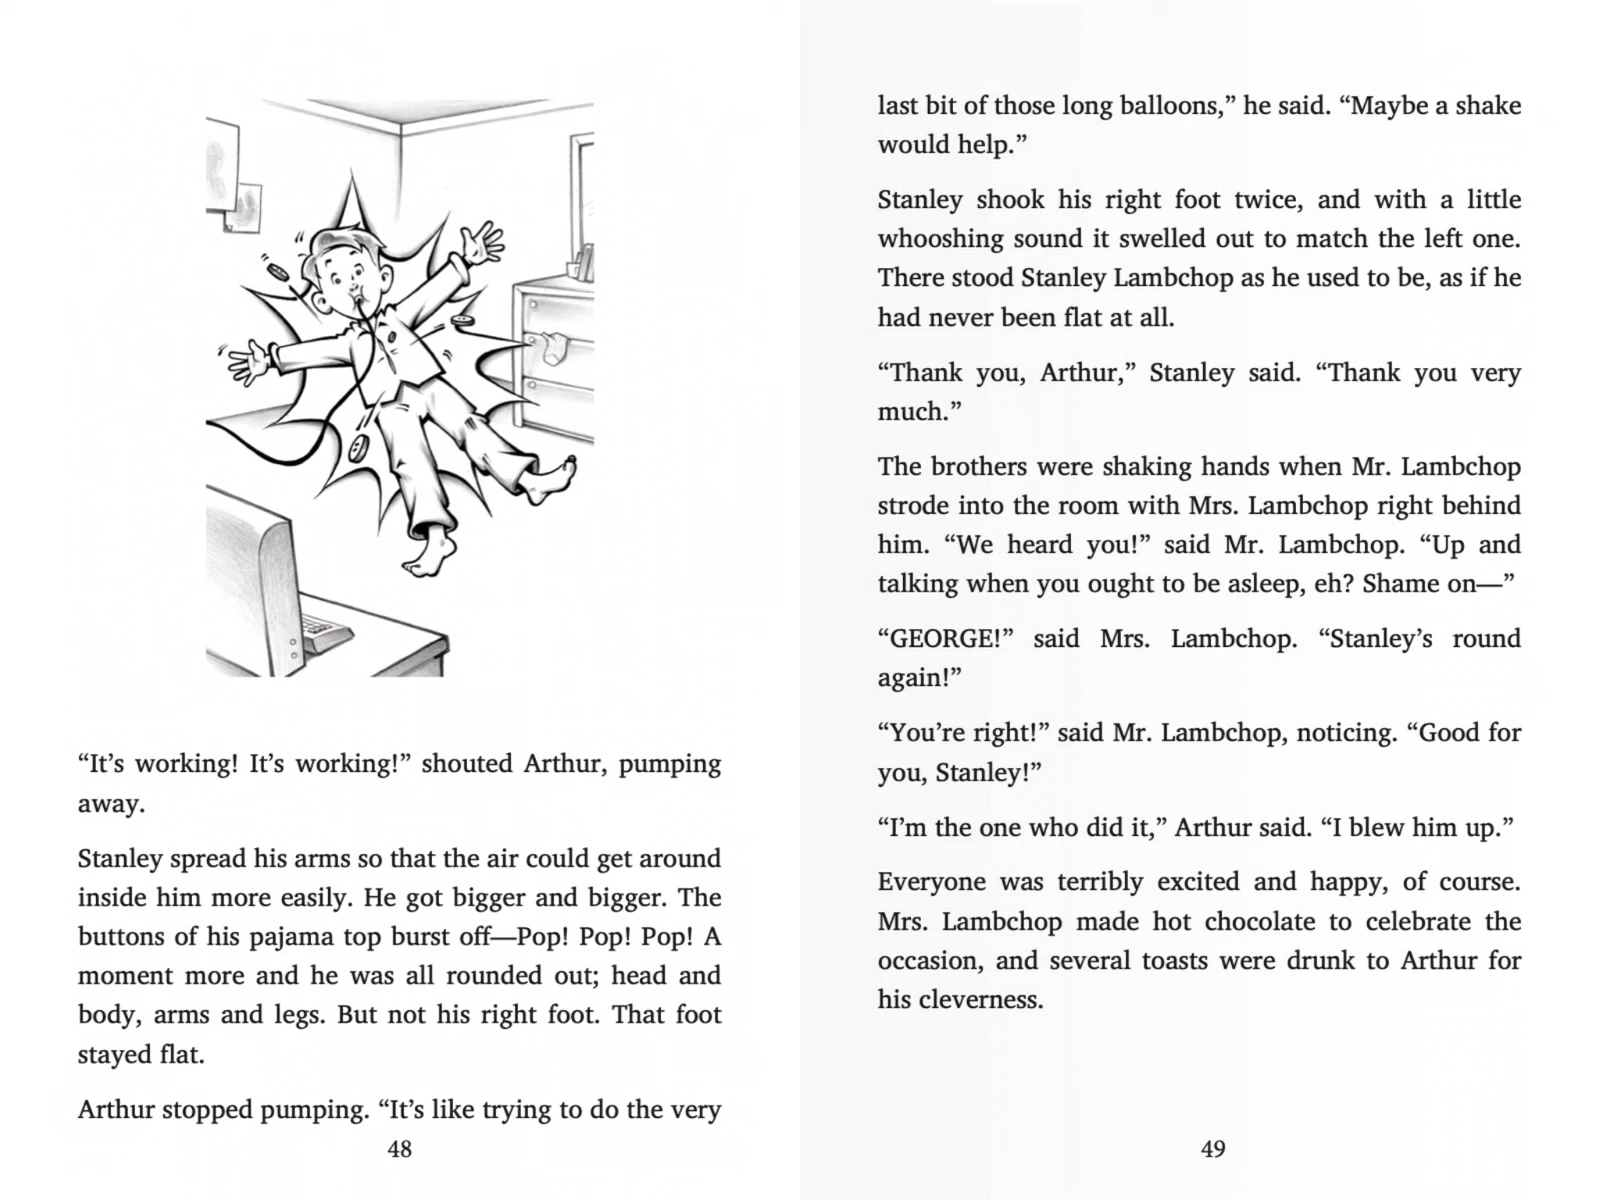 “It’s working! It’s working!” shouted Arthur, pumping
away.
Stanley spread his arms so that the air could get around
inside him more easily. He got bigger and bigger. The
buttons of his pajama top burst off—Pop! Pop! Pop! A
moment more and he was all rounded out; head and
body, arms and legs. But not his right foot. That foot
stayed flat.
Arthur stopped pumping. “It’s like trying to do the very
48
last bit of those long balloons,” he said. “Maybe a shake
would help.”
Stanley shook his right foot twice, and with a little
whooshing sound it swelled out to match the left one.
There stood Stanley Lambchop as he used to be, as if he
had never been flat at all.
“Thank you, Arthur,” Stanley said. “Thank you very
much.”
The brothers were shaking hands when Mr. Lambchop
strode into the room with Mrs. Lambchop right behind
him. “We heard you!” said Mr. Lambchop. “Up and
talking when you ought to be asleep, eh? Shame on—”
“GEORGE!” said Mrs. Lambchop. “Stanley’s round
again!”
“You’re right!” said Mr. Lambchop, noticing. “Good for
you, Stanley!”
“I’m the one who did it,” Arthur said. “I blew him up.”
Everyone was terribly excited and happy, of course.
Mrs. Lambchop made hot chocolate to celebrate the
occasion, and several toasts were drunk to Arthur for
his cleverness.
49